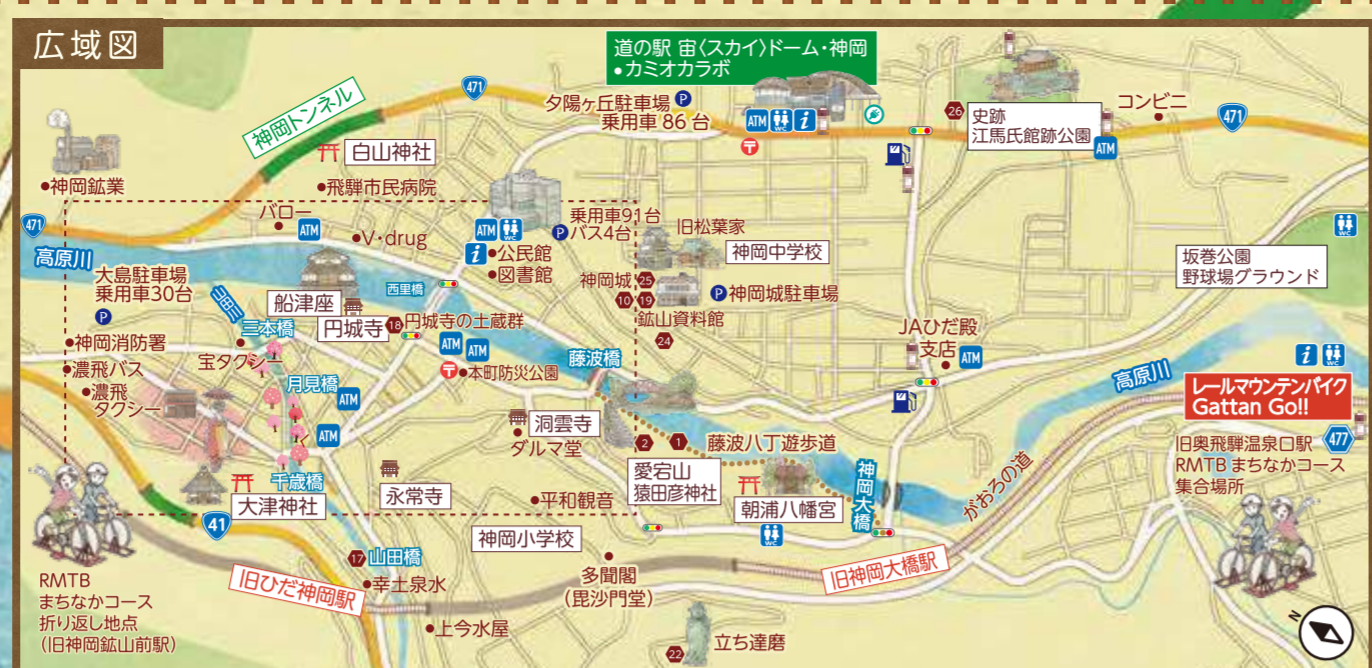 広域図
道の駅 宙〈スカイ〉ドーム・神岡
•カミオカラボ
471
神岡トンネル
夕陽ヶ丘駐車場 P
乗用車 86 台
ATM WC i
26
史跡
江馬氏館跡公園
コンビニ
471
ATM
白山神社
•神岡鉱業
•飛騨市民病院
バロー
ATM
•V・drug
ATM WC
i
•公民館
•図書館
乗用車91台
P バス4台
旧松葉家
神岡中学校
WC
坂巻公園
野球場グラウンド
471
高原川
大島駐車場
乗用車30台
P
山田川
船津座
西里橋
神岡城 25
10 19
P 神岡城駐車場
鉱山資料館
24
円城寺
18 円城寺の土蔵群
三本橋
•神岡消防署
宝タクシー
ATM ATM
藤波橋
JAひだ殿
支店
ATM
i WC
•濃飛バス
•濃飛
タクシー
月見橋
ATM
•本町防災公園
高原川
レールマウンテンバイク
Gattan Go!!
ATM
洞雲寺
ダルマ堂
2
1
藤波八丁遊歩道
477
旧奥飛騨温泉口駅
RMTB まちなかコース
集合場所
愛宕山
猿田彦神社
朝浦八幡宮
神岡大橋
がおろの道
千歳橋
大津神社
永常寺
•平和観音
41
神岡小学校
WC
17 山田橋
旧ひだ神岡駅
•幸土泉水
多聞閣
(毘沙門堂)
旧神岡大橋駅
RMTB
まちなかコース
折り返し地点
(旧神岡鉱山前駅)
•上今水屋
22
立ち達磨
N